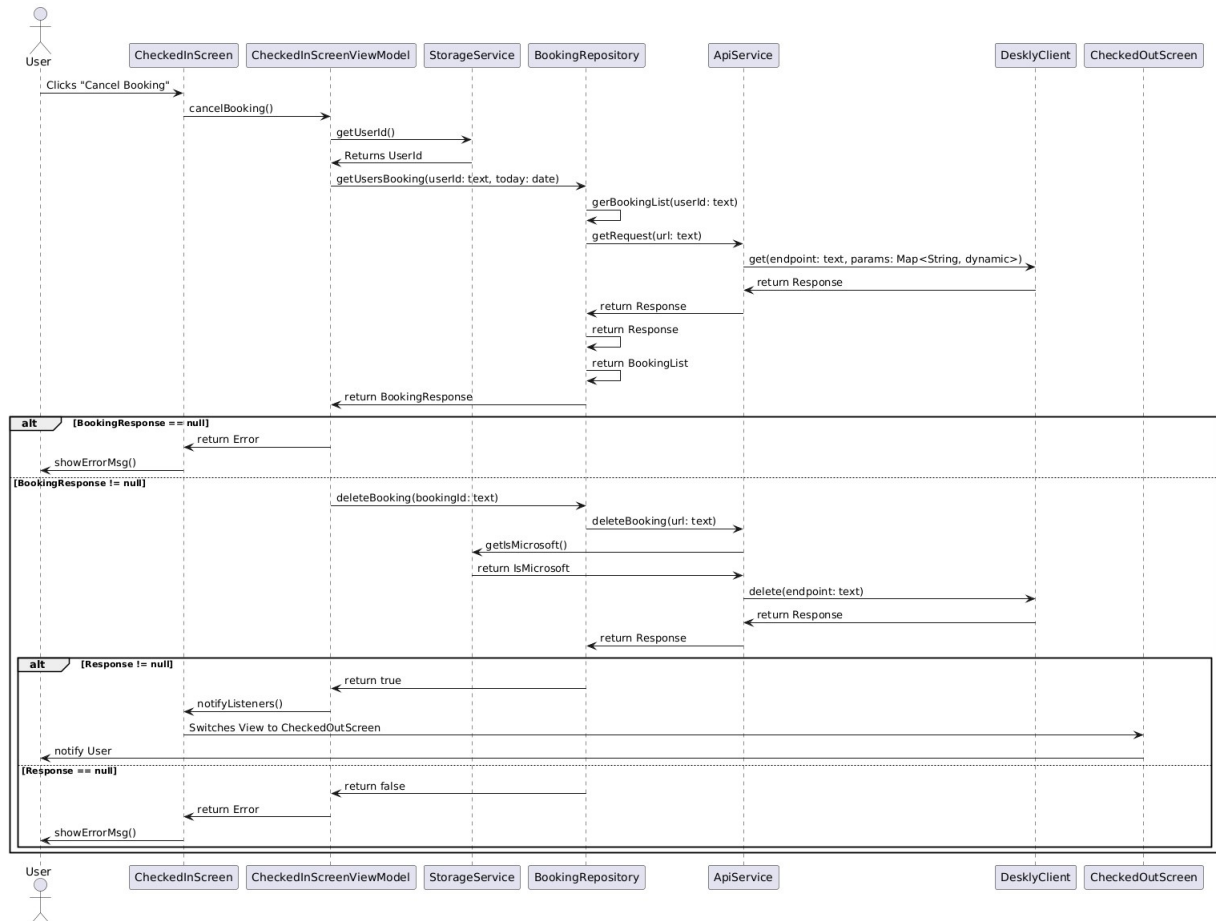 User
CheckedInScreen
CheckedInScreenViewModel
StorageService
BookingRepository
ApiService
DesklyClient
CheckedOutScreen
Clicks "Cancel Booking"
cancelBooking()
getUserId()
Returns UserId
getUsersBooking(userId: text, today: date)
gerBookingList(userId: text)
getRequest(url: text)
get(endpoint: text, params: Map<String, dynamic>)
return Response
return Response
return Response
return BookingList
return BookingResponse
alt [BookingResponse == null]
return Error
showErrorMsg()
[BookingResponse != null]
deleteBooking(bookingId: text)
deleteBooking(url: text)
getIsMicrosoft()
return IsMicrosoft
delete(endpoint: text)
return Response
return Response
alt [Response != null]
return true
notifyListeners()
Switches View to CheckedOutScreen
notify User
[Response == null]
return false
return Error
showErrorMsg()
User
CheckedInScreen
CheckedInScreenViewModel
StorageService
BookingRepository
ApiService
DesklyClient
CheckedOutScreen